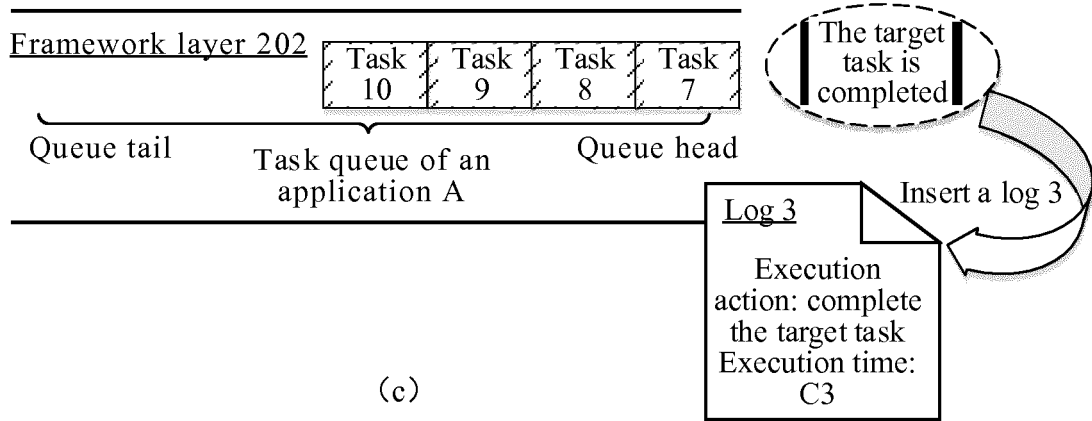 Framework layer 202
Task
10
Task
9
Task
8
Task
7
The target
task is
completed
Queue tail
Task queue of an
application A
Queue head
Insert a log 3
Log 3
Execution
action: complete
the target task
Execution time:
C3
(c)